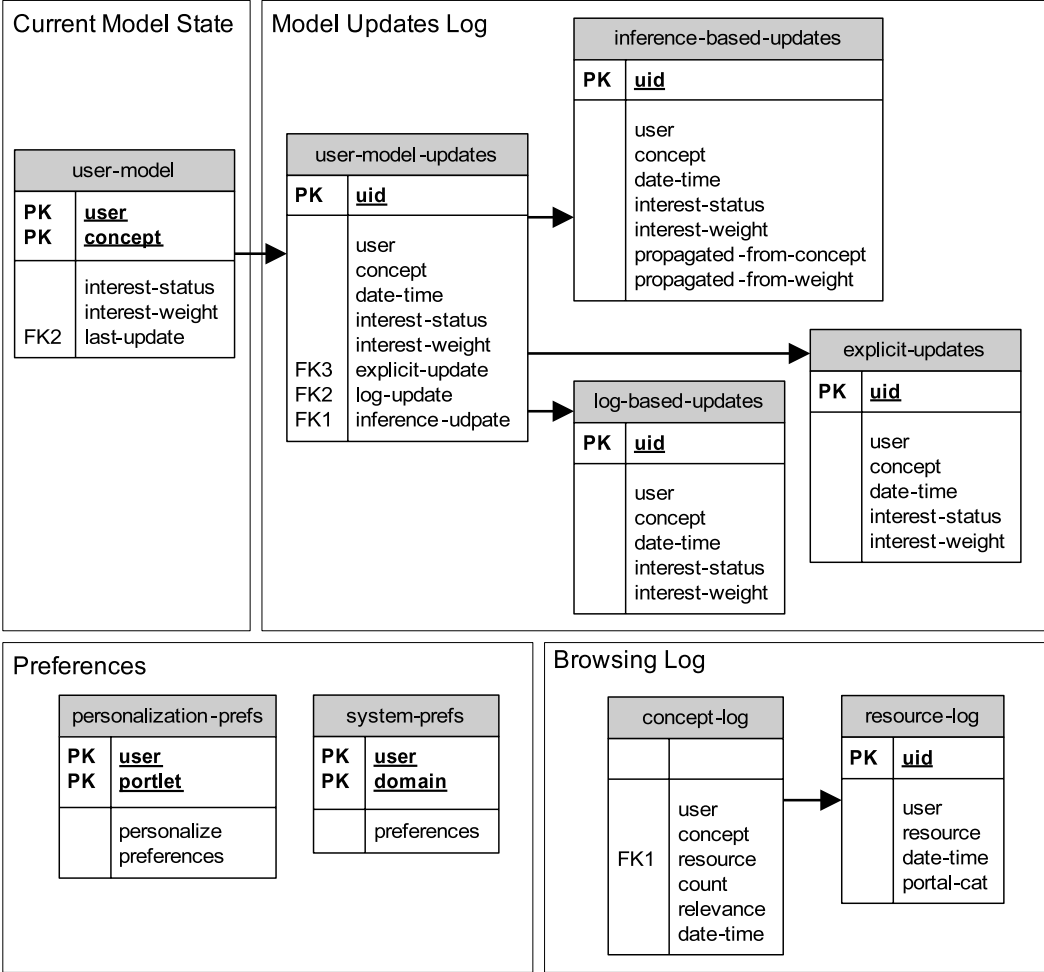 Current Model State
user-model
PK user
PK concept
interest-status
interest-weight
FK2 last-update
Model Updates Log
user-model-updates
PK uid
user
concept
date-time
interest-status
interest-weight
FK3 explicit-update
FK2 log-update
FK1 inference-udpate
inference-based-updates
PK uid
user
concept
date-time
interest-status
interest-weight
propagated-from-concept
propagated-from-weight
explicit-updates
PK uid
user
concept
date-time
interest-status
interest-weight
log-based-updates
PK uid
user
concept
date-time
interest-status
interest-weight
Preferences
personalization-prefs
PK user
PK portlet
personalize
preferences
system-prefs
PK user
PK domain
preferences
Browsing Log
concept-log
user
concept
FK1 resource
count
relevance
date-time
resource-log
PK uid
user
resource
date-time
portal-cat